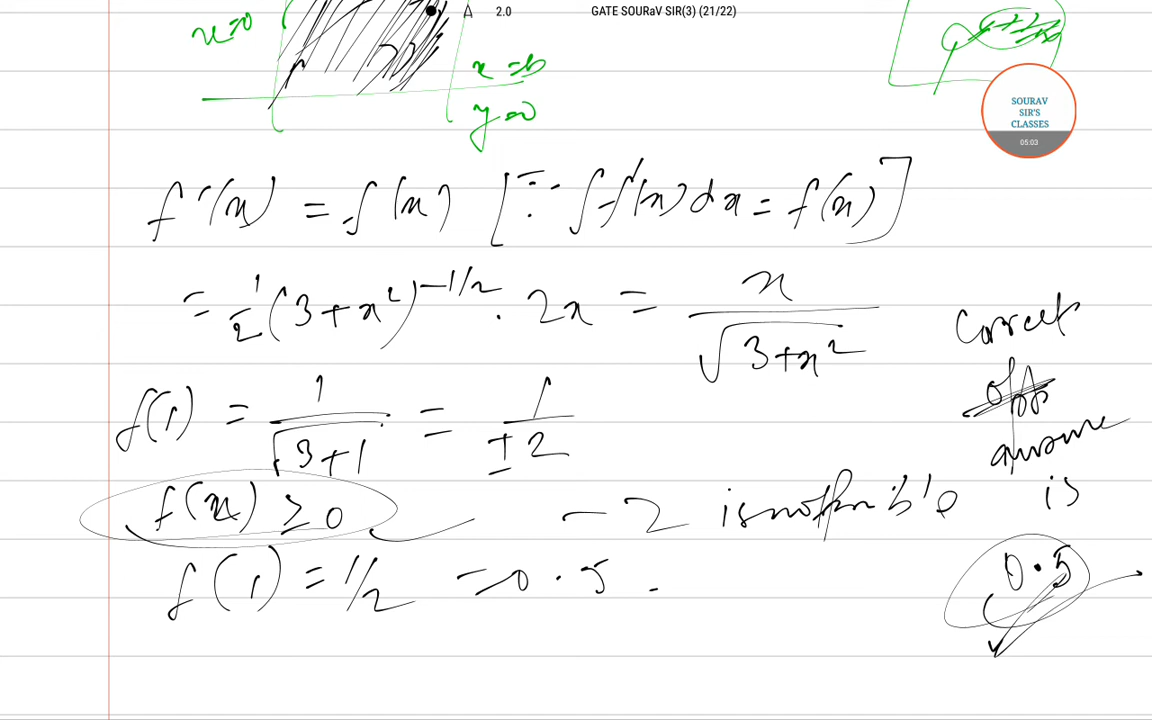 2.0 GATE SOURaV SIR(3) (21/22)
x=0
x=b
y=0
SOURAV
SIR'S
CLASSES
05:03
f'(x) = f(x) [∵ ∫f'(x)dx = f(x)]
= 1/2 (3+x²)^-1/2 . 2x = x/√(3+x²)
f(1) = 1/√(3+1) = 1/±2
f(x) ≥ 0 -2 is not
f(1) = 1/2 = 0.5
correct
is
0.5